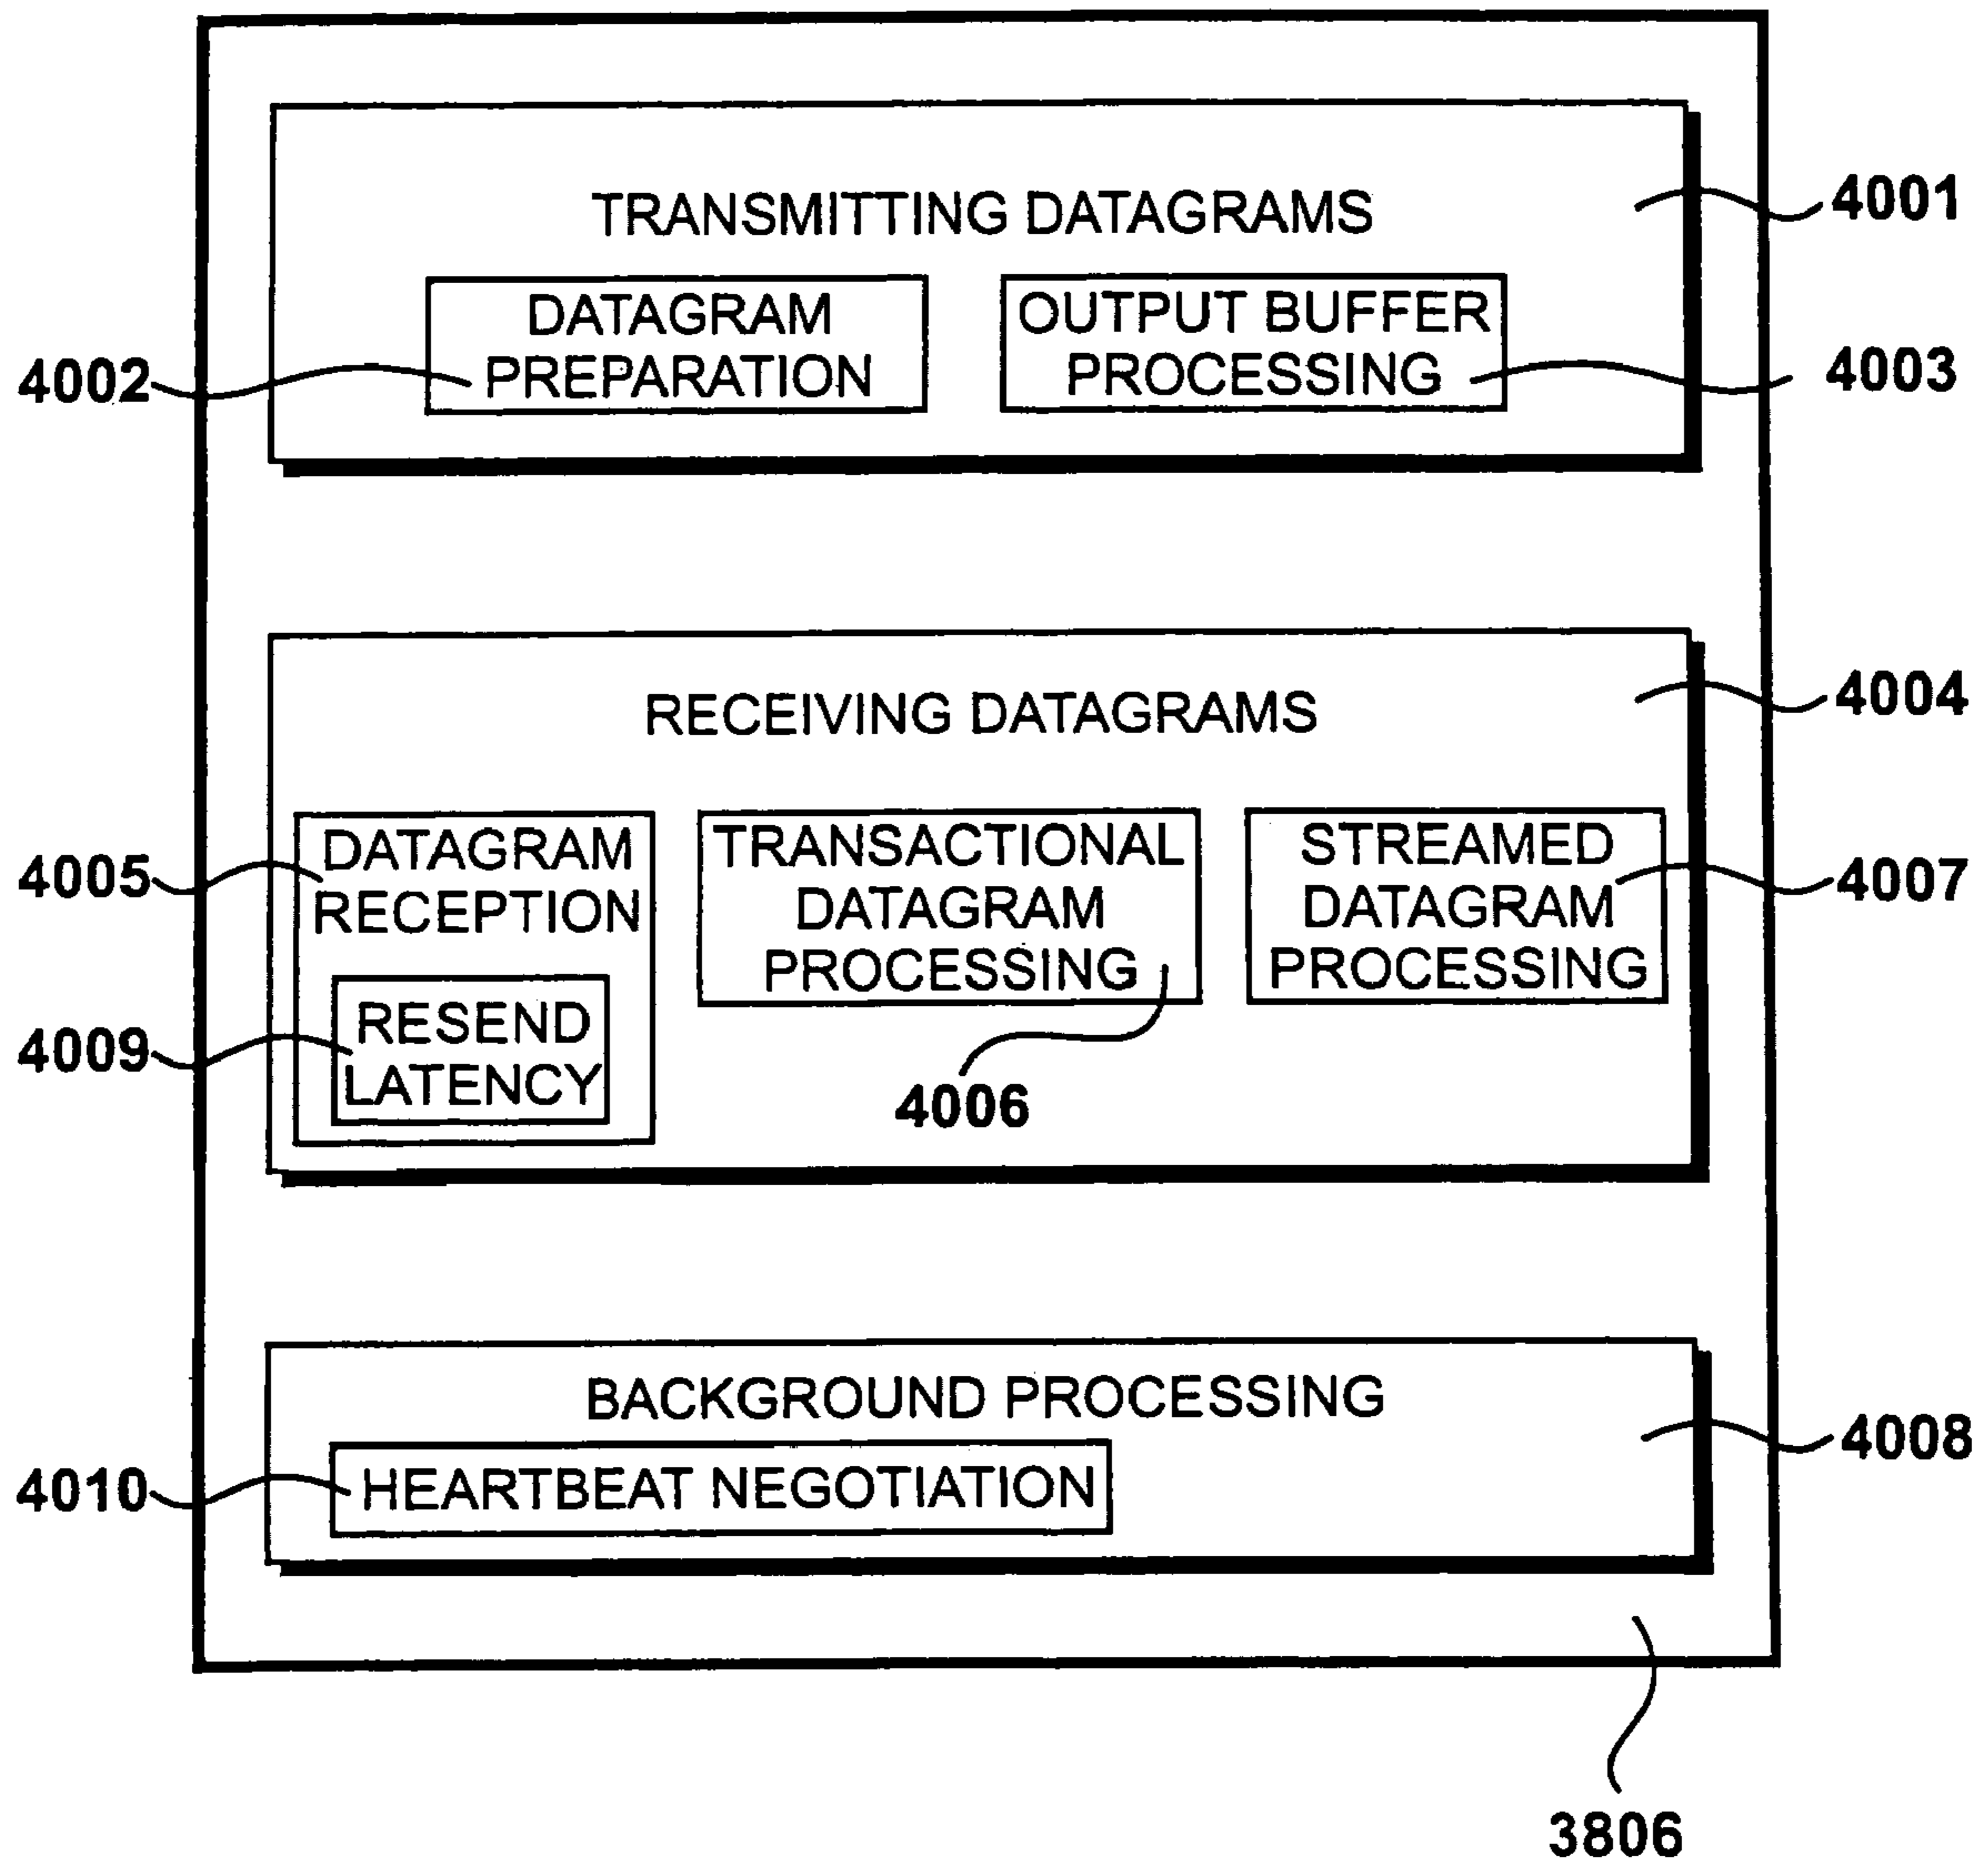 TRANSMITTING DATAGRAMS
4001
DATAGRAM
PREPARATION
4002
OUTPUT BUFFER
PROCESSING
4003
RECEIVING DATAGRAMS
4004
DATAGRAM
RECEPTION
4005
RESEND
LATENCY
4009
TRANSACTIONAL
DATAGRAM
PROCESSING
4006
STREAMED
DATAGRAM
PROCESSING
4007
BACKGROUND PROCESSING
4008
HEARTBEAT NEGOTIATION
4010
3806